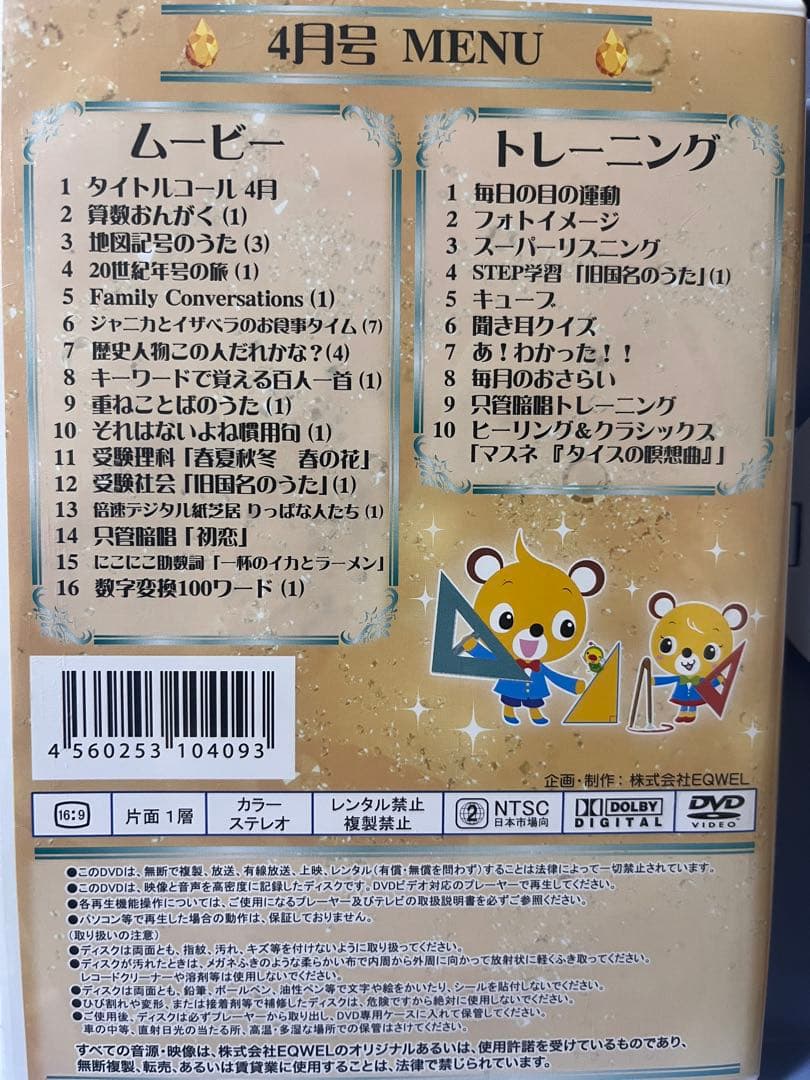 4月号 MENU
ムービー
1 タイトルコール 4月
2 算数おんがく (1)
3 地図記号のうた (3)
4 20世紀年号の旅 (1)
5 Family Conversations (1)
6 ジャニカとイザベラのお食事タイム (7)
7 歴史人物この人だれかな? (4)
8 キーワードで覚える百人一首 (1)
9 重ねことばのうた (1)
10 それはないよね慣用句 (1)
11 受験理科「春夏秋冬 春の花」
12 受験社会「旧国名のうた」(1)
13 倍速デジタル紙芝居 りっぱな人たち (1)
14 只管暗唱「初恋」
15 にこにこ助数詞「一杯のイカとラーメン」
16 数字変換100ワード (1)
トレーニング
1 毎日の目の運動
2 フォトイメージ
3 スーパーリスニング
4 STEP学習「旧国名のうた」(1)
5 キューブ
6 聞き耳クイズ
7 あ!わかった!!
8 毎月のおさらい
9 只管暗唱トレーニング
10 ヒーリング&クラシックス
「マスネ『タイスの瞑想曲』」
4 560253 104093
企画・制作:株式会社EQWEL
16:9
片面1層
カラー
ステレオ
レンタル禁止
複製禁止
2 NTSC
日本市場向
DOLBY
DIGITAL
DVD
VIDEO
●このDVDは、無断で複製、放送、有線放送、上映、レンタル(有償・無償を問わず)することは法律によって一切禁止されています。
●このDVDは、映像と音声を高密度に記録したディスクです。DVDビデオ対応のプレーヤーで再生してください。
●各再生機能操作については、ご使用になるプレーヤー及びテレビの取扱説明書を必ずご参照ください。
●パソコン等で再生した場合の動作は、保証しておりません。
(取り扱いの注意)
●ディスクは両面とも、指紋、汚れ、キズ等を付けないように取り扱ってください。
●ディスクが汚れたときは、メガネふきのような柔らかい布で内周から外周に向かって放射状に軽くふき取ってください。
レコードクリーナーや溶剤等は使用しないでください。
●ディスクは両面とも、鉛筆、ボールペン、油性ペン等で文字や絵をかいたり、シールを貼付しないでください。
●ひび割れや変形、または接着剤等で補修したディスクは、危険ですから絶対に使用しないでください。
●ご使用後、ディスクは必ずプレーヤーから取り出し、DVD専用ケースに入れて保管してください。
車の中等、直射日光の当たる所、高温・多湿な場所での保管はさけてください。
すべての音源・映像は、株式会社EQWELのオリジナルあるいは、使用許諾を受けているものであり、
無断複製、転売、あるいは賃貸業に使用することは、法律で禁じられています。